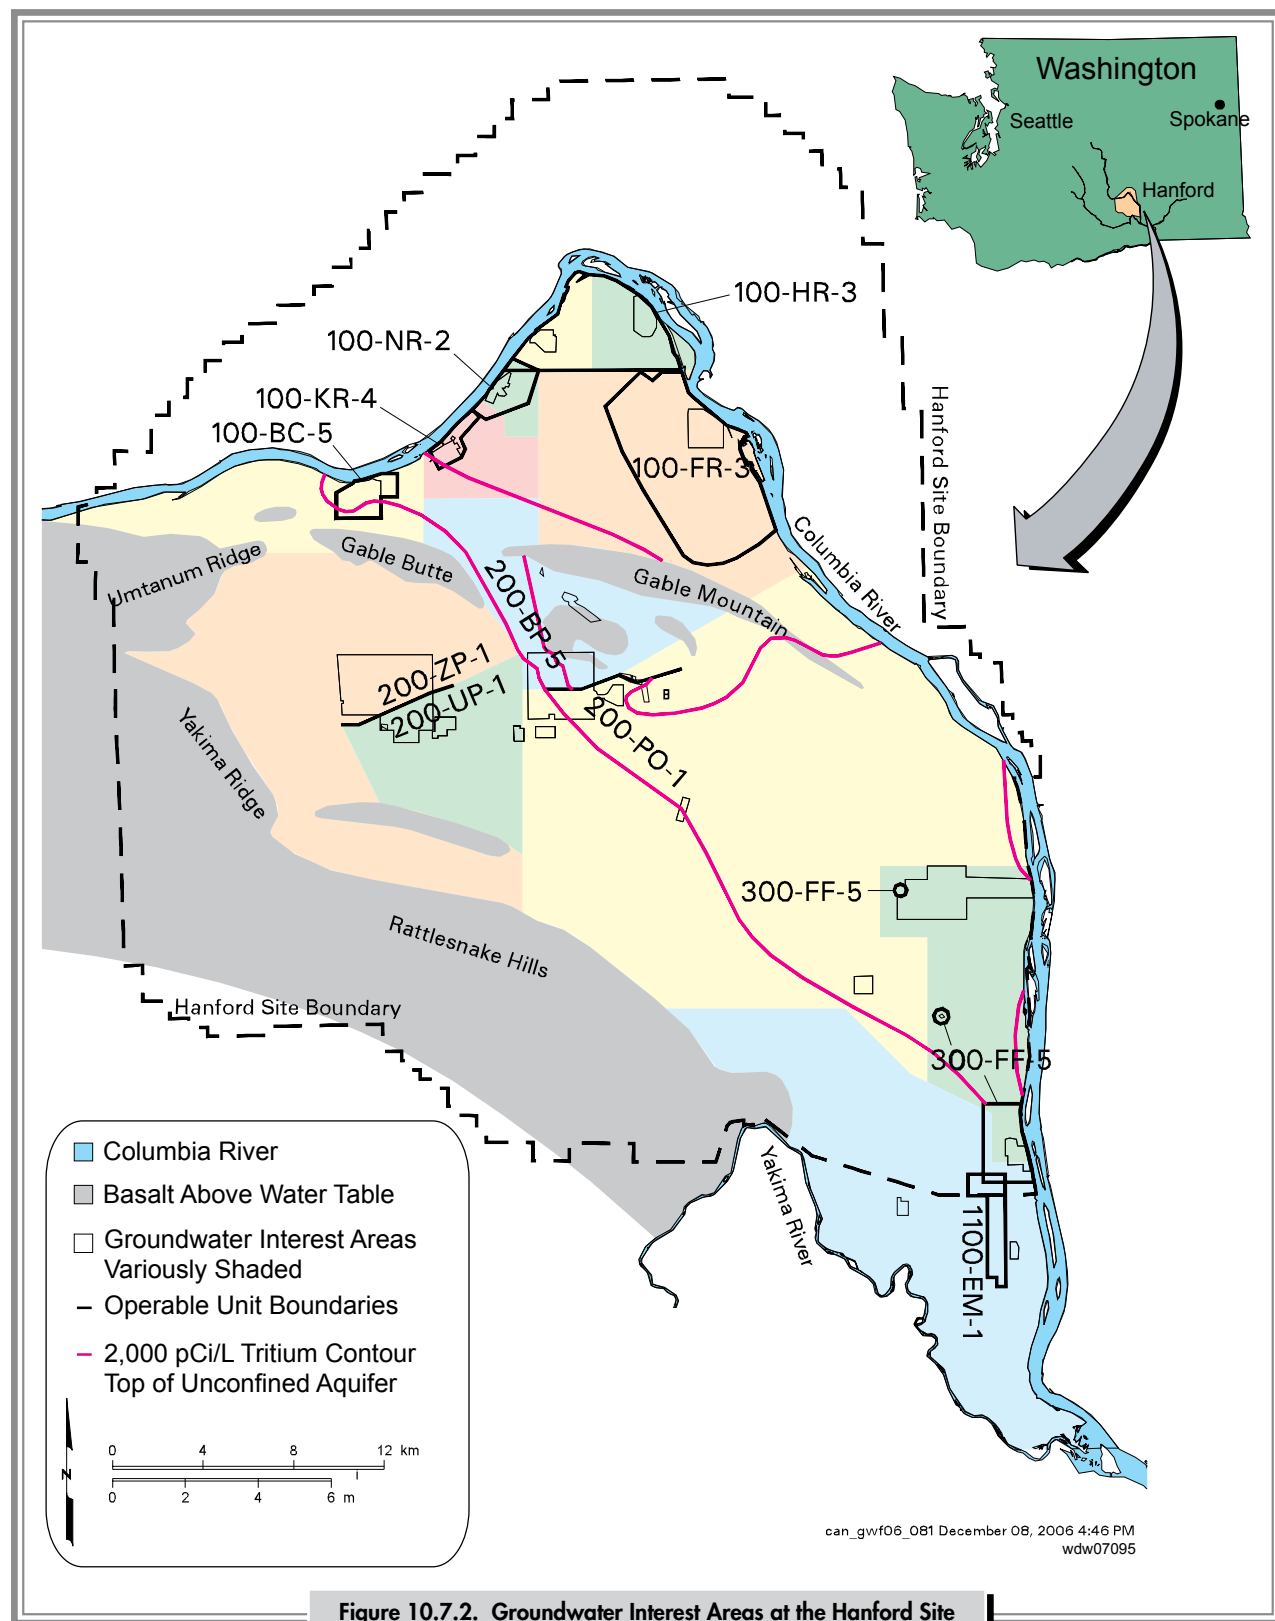 Washington
Seattle
Spokane
Hanford
100-HR-3
100-NR-2
100-KR-4
100-BC-5
100-FR-3
Hanford Site Boundary
Columbia River
Umtanum Ridge
Gable Butte
Gable Mountain
200-BP-5
200-ZP-1
200-UP-1
200-PO-1
Yakima Ridge
300-FF-5
Rattlesnake Hills
Hanford Site Boundary
300-FF-5
Yakima River
1100-EM-1
Columbia River
Basalt Above Water Table
Groundwater Interest Areas
Variously Shaded
Operable Unit Boundaries
2,000 pCi/L Tritium Contour
Top of Unconfined Aquifer
N
0 4 8 12 km
0 2 4 6 m
can_gwf06_081 December 08, 2006 4:46 PM
wdw07095
Figure 10.7.2. Groundwater Interest Areas at the Hanford Site